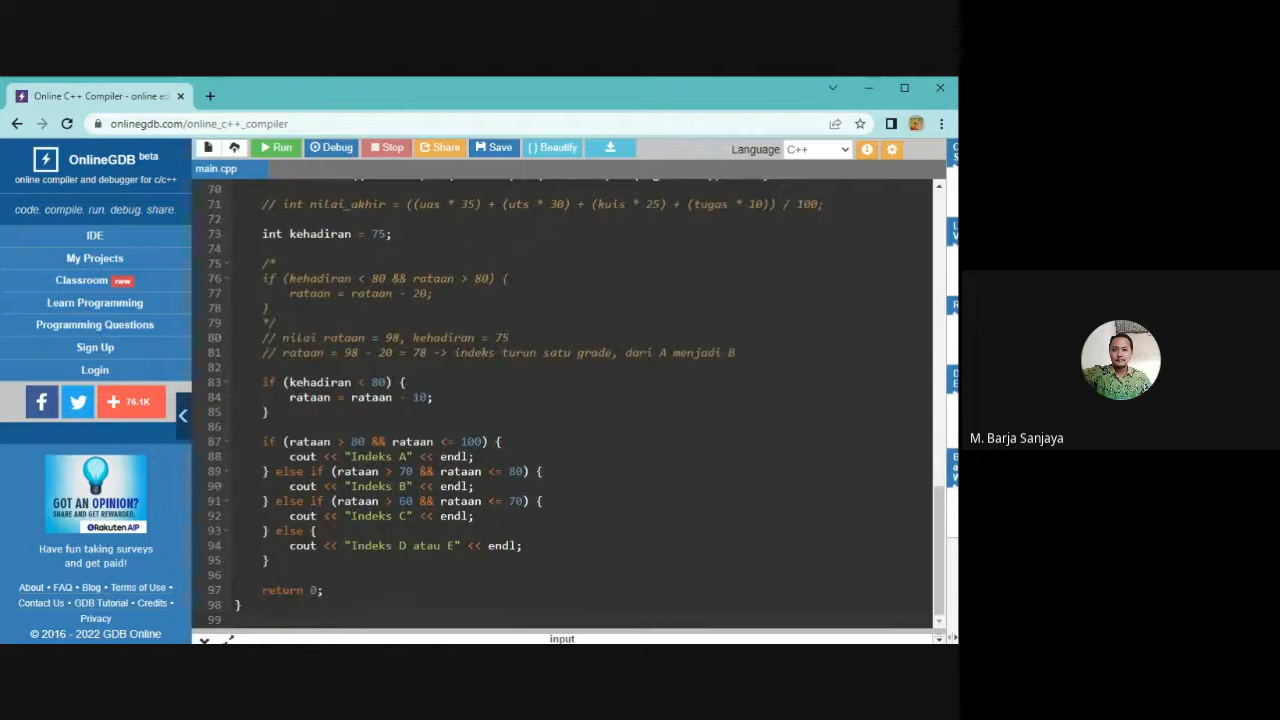 Online C++ Compiler - online ed
onlinegdb.com/online_c++_compiler
OnlineGDB beta
online compiler and debugger for c/c++
code. compile. run. debug. share.
IDE
My Projects
Classroom new
Learn Programming
Programming Questions
Sign Up
Login
76.1K
GOT AN OPINION?
SHARE AND GET REWARDED.
Rakuten AIP
Have fun taking surveys
and get paid!
About • FAQ • Blog • Terms of Use •
Contact Us • GDB Tutorial • Credits •
Privacy
© 2016 - 2022 GDB Online
Run Debug Stop Share Save { } Beautify
Language C++
main.cpp
70
71 // int nilai_akhir = ((uas * 35) + (uts * 30) + (kuis * 25) + (tugas * 10)) / 100;
72
73 int kehadiran = 75;
74
75 /*
76 if (kehadiran < 80 && rataan > 80) {
77 rataan = rataan - 20;
78 }
79 */
80 // nilai rataan = 98, kehadiran = 75
81 // rataan = 98 - 20 = 78 -> indeks turun satu grade, dari A menjadi B
82
83 if (kehadiran < 80) {
84 rataan = rataan - 10;
85 }
86
87 if (rataan > 80 && rataan <= 100) {
88 cout << "Indeks A" << endl;
89 } else if (rataan > 70 && rataan <= 80) {
90 cout << "Indeks B" << endl;
91 } else if (rataan > 60 && rataan <= 70) {
92 cout << "Indeks C" << endl;
93 } else {
94 cout << "Indeks D atau E" << endl;
95 }
96
97 return 0;
98 }
99
input
M. Barja Sanjaya